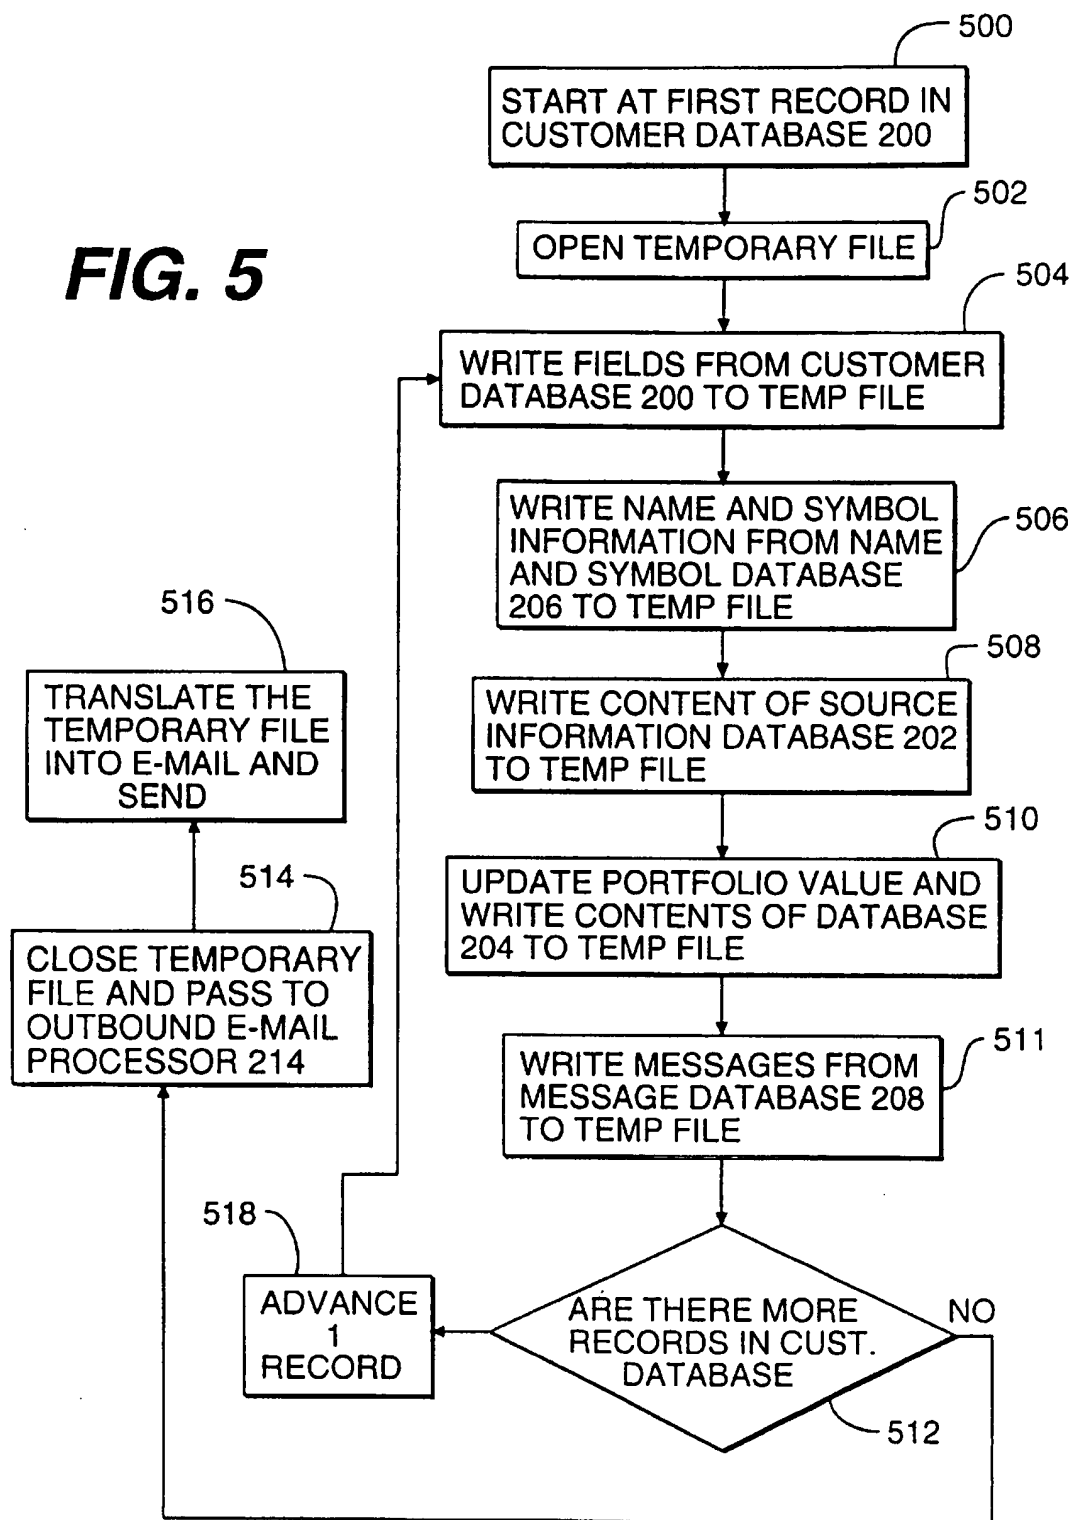 500
START AT FIRST RECORD IN
CUSTOMER DATABASE 200
502
OPEN TEMPORARY FILE
FIG. 5
504
WRITE FIELDS FROM CUSTOMER
DATABASE 200 TO TEMP FILE
506
WRITE NAME AND SYMBOL
INFORMATION FROM NAME
AND SYMBOL DATABASE
206 TO TEMP FILE
508
WRITE CONTENT OF SOURCE
INFORMATION DATABASE 202
TO TEMP FILE
510
UPDATE PORTFOLIO VALUE AND
WRITE CONTENTS OF DATABASE
204 TO TEMP FILE
511
WRITE MESSAGES FROM
MESSAGE DATABASE 208
TO TEMP FILE
ARE THERE MORE
RECORDS IN CUST.
DATABASE
NO
512
518
ADVANCE
1
RECORD
514
CLOSE TEMPORARY
FILE AND PASS TO
OUTBOUND E-MAIL
PROCESSOR 214
516
TRANSLATE THE
TEMPORARY FILE
INTO E-MAIL AND
SEND